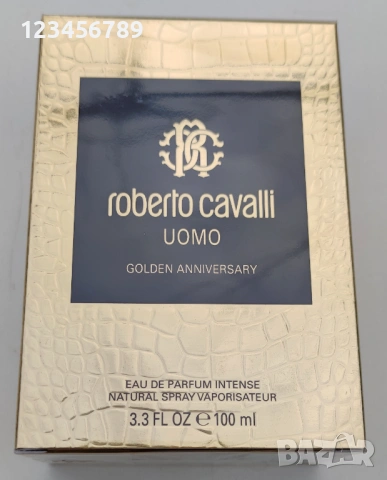 123456789
roberto cavalli
UOMO
GOLDEN ANNIVERSARY
EAU DE PARFUM INTENSE
NATURAL SPRAY VAPORISATEUR
3.3 FL OZ ℮ 100 ml
BAZAR